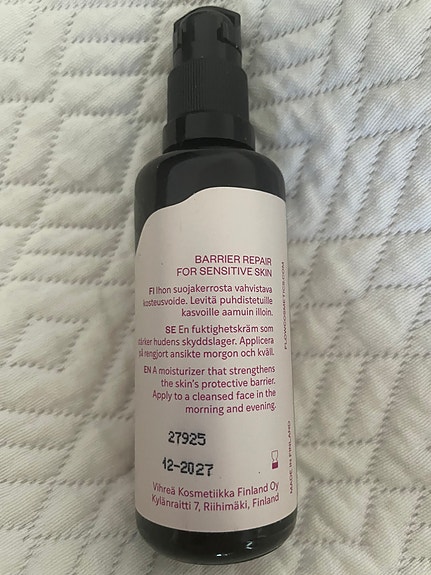 BARRIER REPAIR
FOR SENSITIVE SKIN
FI Ihon suojakerrosta vahvistava
kosteusvoide. Levitä puhdistetuille
kasvoille aamuin illoin.
SE En fuktighetskräm som
stärker hudens skyddslager. Applicera
på rengjort ansikte morgon och kväll.
EN A moisturizer that strengthens
the skin's protective barrier.
Apply to a cleansed face in the
morning and evening.
27925
12-2027
Vihreä Kosmetiikka Finland Oy
Kylänraitti 7, Riihimäki, Finland
FLOWCOSMETICS.COM
MADE IN FINLAND